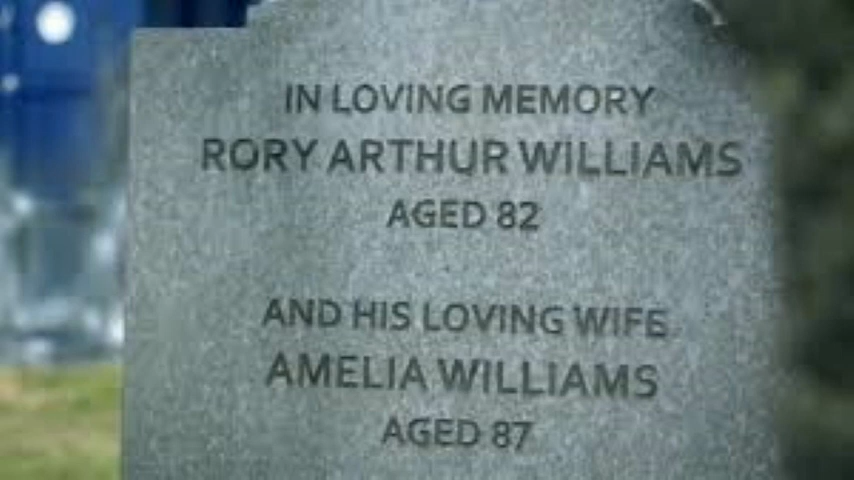 IN LOVING MEMORY
RORY ARTHUR WILLIAMS
AGED 82
AND HIS LOVING WIFE
AMELIA WILLIAMS
AGED 87